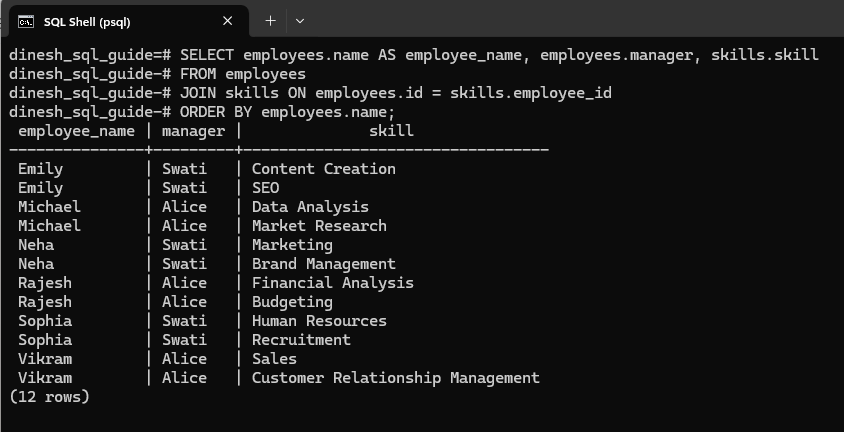 SQL Shell (psql)
dinesh_sql_guide=# SELECT employees.name AS employee_name, employees.manager, skills.skill
dinesh_sql_guide-# FROM employees
dinesh_sql_guide-# JOIN skills ON employees.id = skills.employee_id
dinesh_sql_guide-# ORDER BY employees.name;
 employee_name | manager |              skill
---------------+---------+----------------------------------
 Emily         | Swati   | Content Creation
 Emily         | Swati   | SEO
 Michael       | Alice   | Data Analysis
 Michael       | Alice   | Market Research
 Neha          | Swati   | Marketing
 Neha          | Swati   | Brand Management
 Rajesh        | Alice   | Financial Analysis
 Rajesh        | Alice   | Budgeting
 Sophia        | Swati   | Human Resources
 Sophia        | Swati   | Recruitment
 Vikram        | Alice   | Sales
 Vikram        | Alice   | Customer Relationship Management
(12 rows)